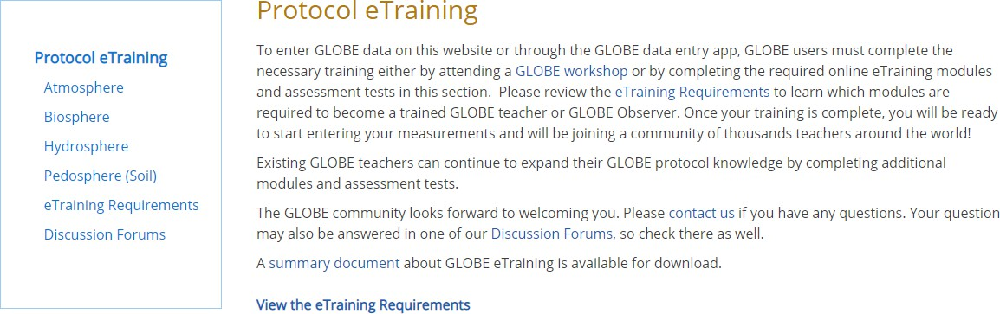 Protocol eTraining
Atmosphere
Biosphere
Hydrosphere
Pedosphere (Soil)
eTraining Requirements
Discussion Forums
Protocol eTraining
To enter GLOBE data on this website or through the GLOBE data entry app, GLOBE users must complete the
necessary training either by attending a GLOBE workshop or by completing the required online eTraining modules
and assessment tests in this section.  Please review the eTraining Requirements to learn which modules are
required to become a trained GLOBE teacher or GLOBE Observer. Once your training is complete, you will be ready
to start entering your measurements and will be joining a community of thousands teachers around the world!
Existing GLOBE teachers can continue to expand their GLOBE protocol knowledge by completing additional
modules and assessment tests.
The GLOBE community looks forward to welcoming you. Please contact us if you have any questions. Your question
may also be answered in one of our Discussion Forums, so check there as well.
A summary document about GLOBE eTraining is available for download.
View the eTraining Requirements